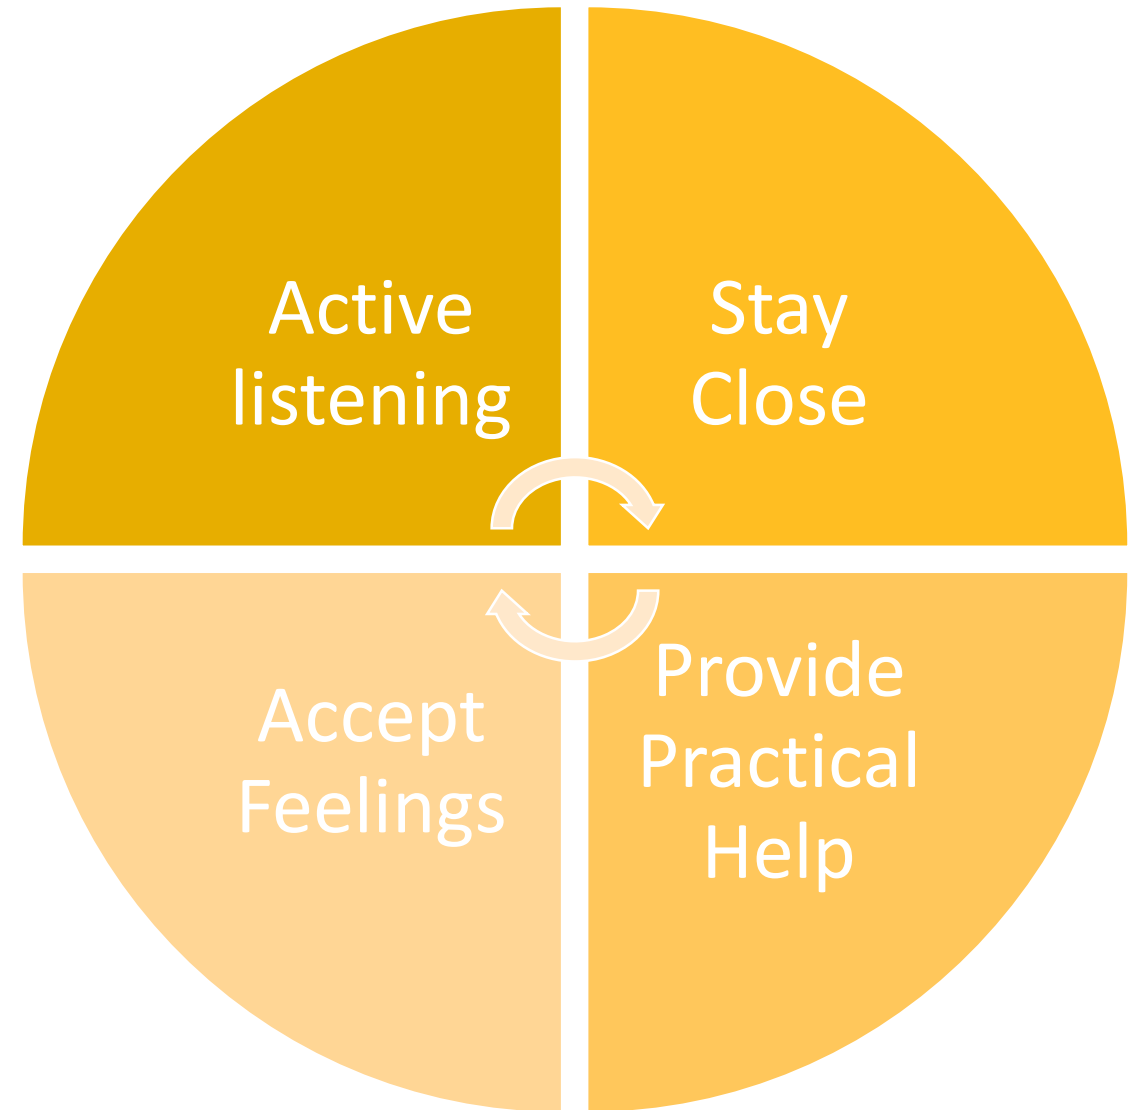 Active
listening
Stay
Close
Accept
Feelings
Provide
Practical
Help